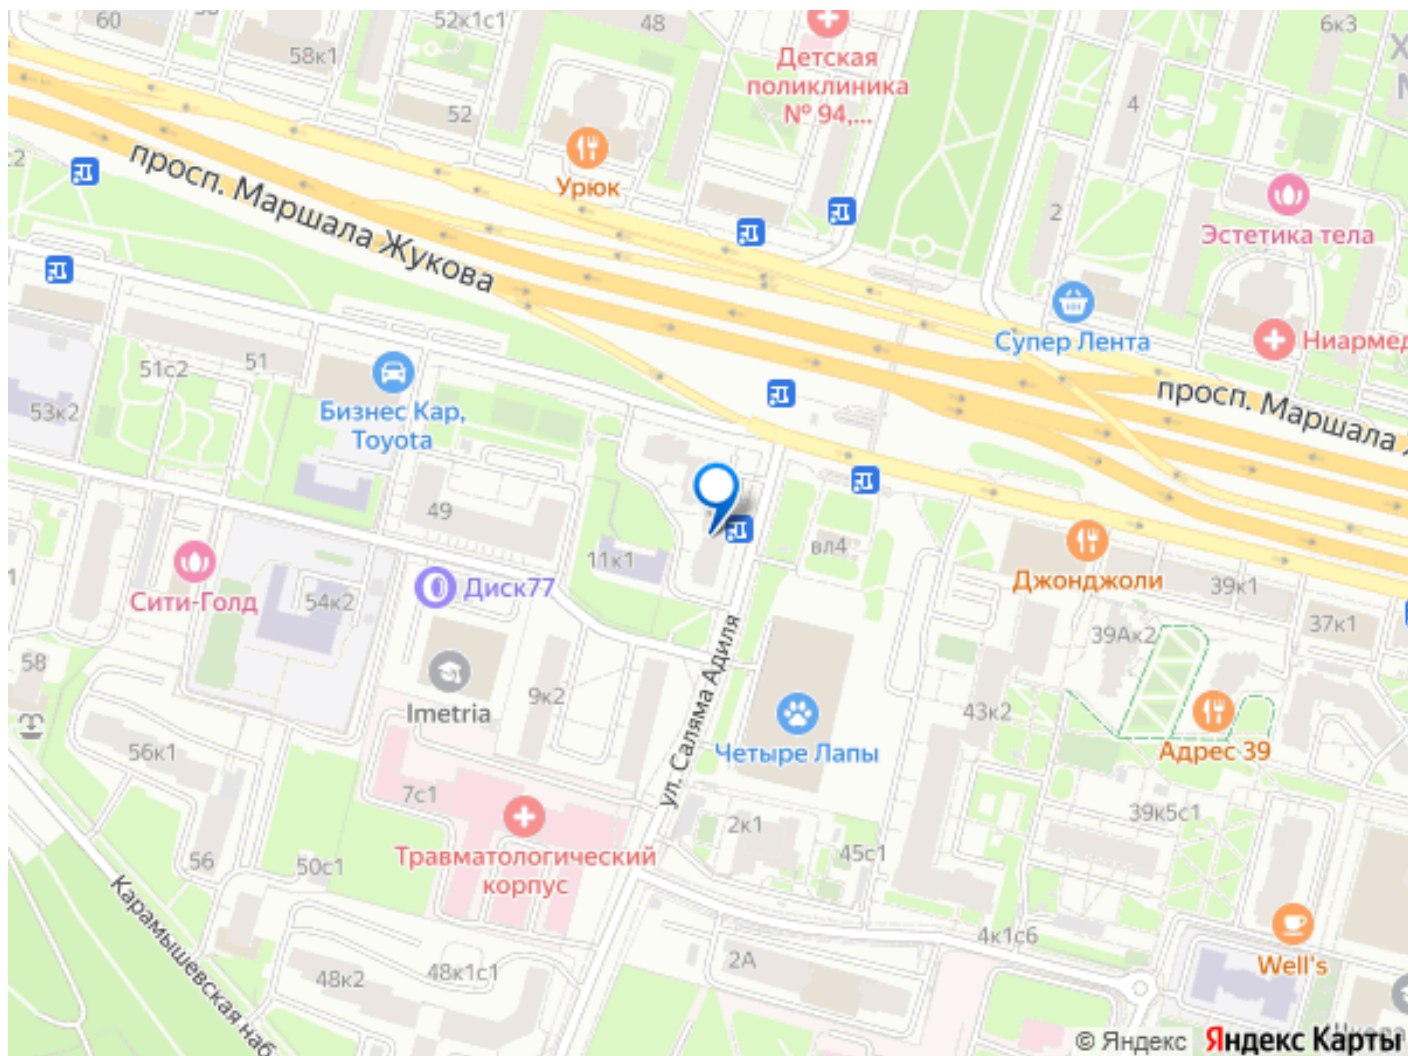 60
52к1с1
48
6к3
58к1
Детская
поликлиника
№ 94,...
52
4
просп. Маршала Жукова
Урюк
2
Эстетика тела
Супер Лента
Ниармед
51с2
51
53к2
Бизнес Кар,
Toyota
просп. Маршала
49
11к1
вл4
Джонджоли
39к1
Сити-Голд
54к2
Диск77
39Ак2
37к1
58
Imetria
9к2
ул. Саляма Адиля
43к2
Адрес 39
56к1
Четыре Лапы
7с1
2к1
39к5с1
Травматологический
корпус
45с1
56
50с1
Карамышевская наб
48к2
48к1с1
2А
4к1с6
Well's
© Яндекс
Яндекс Карты